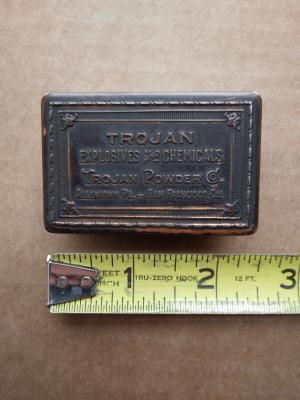 TROJAN
EXPLOSIVES AND CHEMICALS
TROJAN POWDER CO.
ALLENTOWN, PA. - SAN FRANCISCO, CAL.
FEET
INCH
1
TRU-ZERO HOOK
2
12 FT.
3